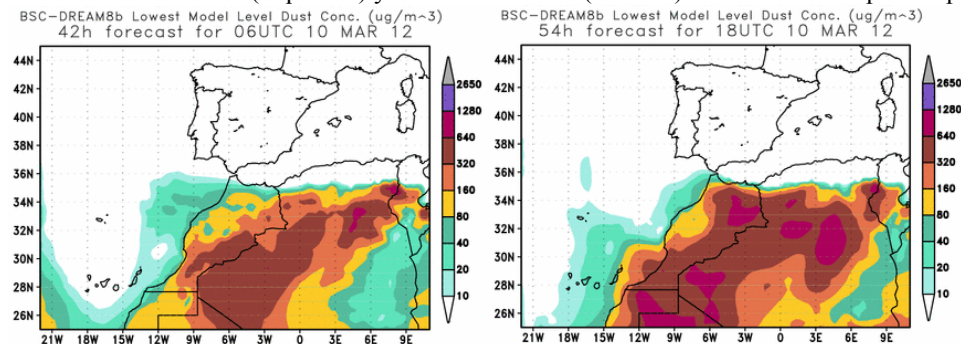 BSC-DREAM8b Lowest Model Level Dust Conc. (ug/m^3)
42h forecast for 06UTC 10 MAR 12
44N
42N
40N
38N
36N
34N
32N
30N
28N
26N
21W 18W 15W 12W 9W 6W 3W 0 3E 6E 9E
2650
1280
640
320
160
80
40
20
10
BSC-DREAM8b Lowest Model Level Dust Conc. (ug/m^3)
54h forecast for 18UTC 10 MAR 12
44N
42N
40N
38N
36N
34N
32N
30N
28N
26N
21W 18W 15W 12W 9W 6W 3W 0 3E 6E 9E
2650
1280
640
320
160
80
40
20
10